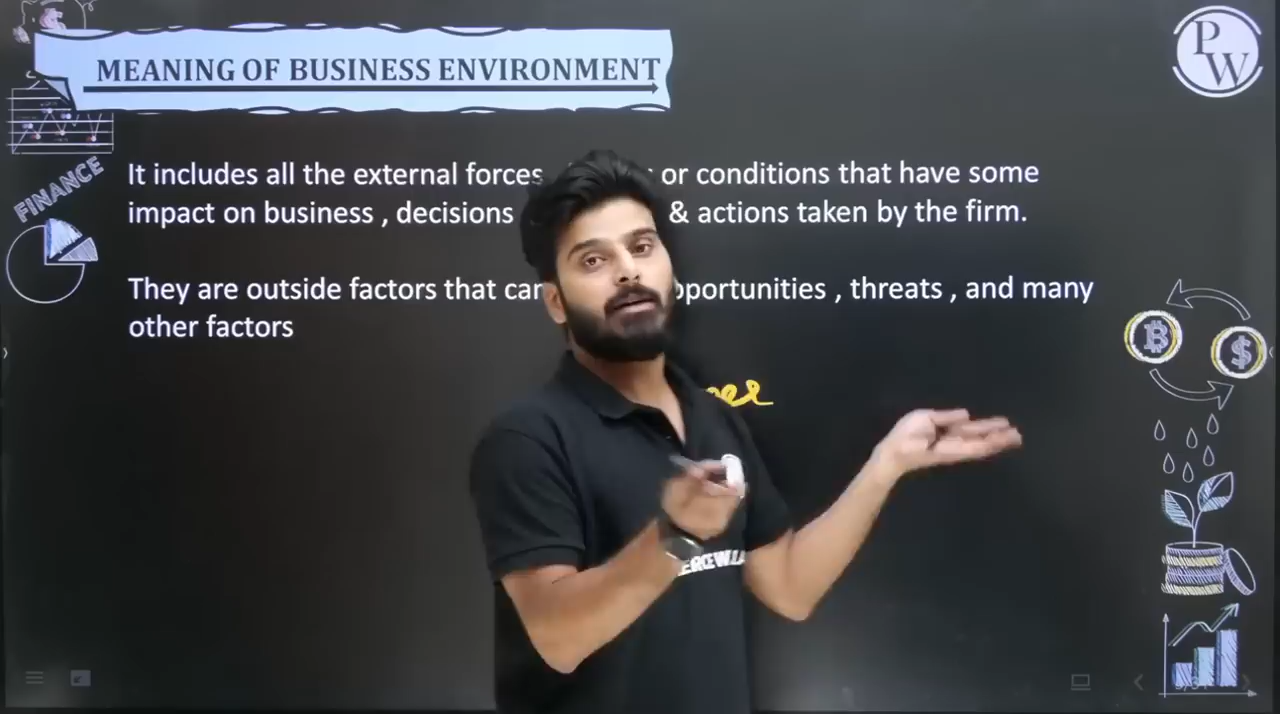 MEANING OF BUSINESS ENVIRONMENT
PW
FINANCE
It includes all the external forces or conditions that have some
impact on business , decisions & actions taken by the firm.
They are outside factors that can opportunities , threats , and many
other factors